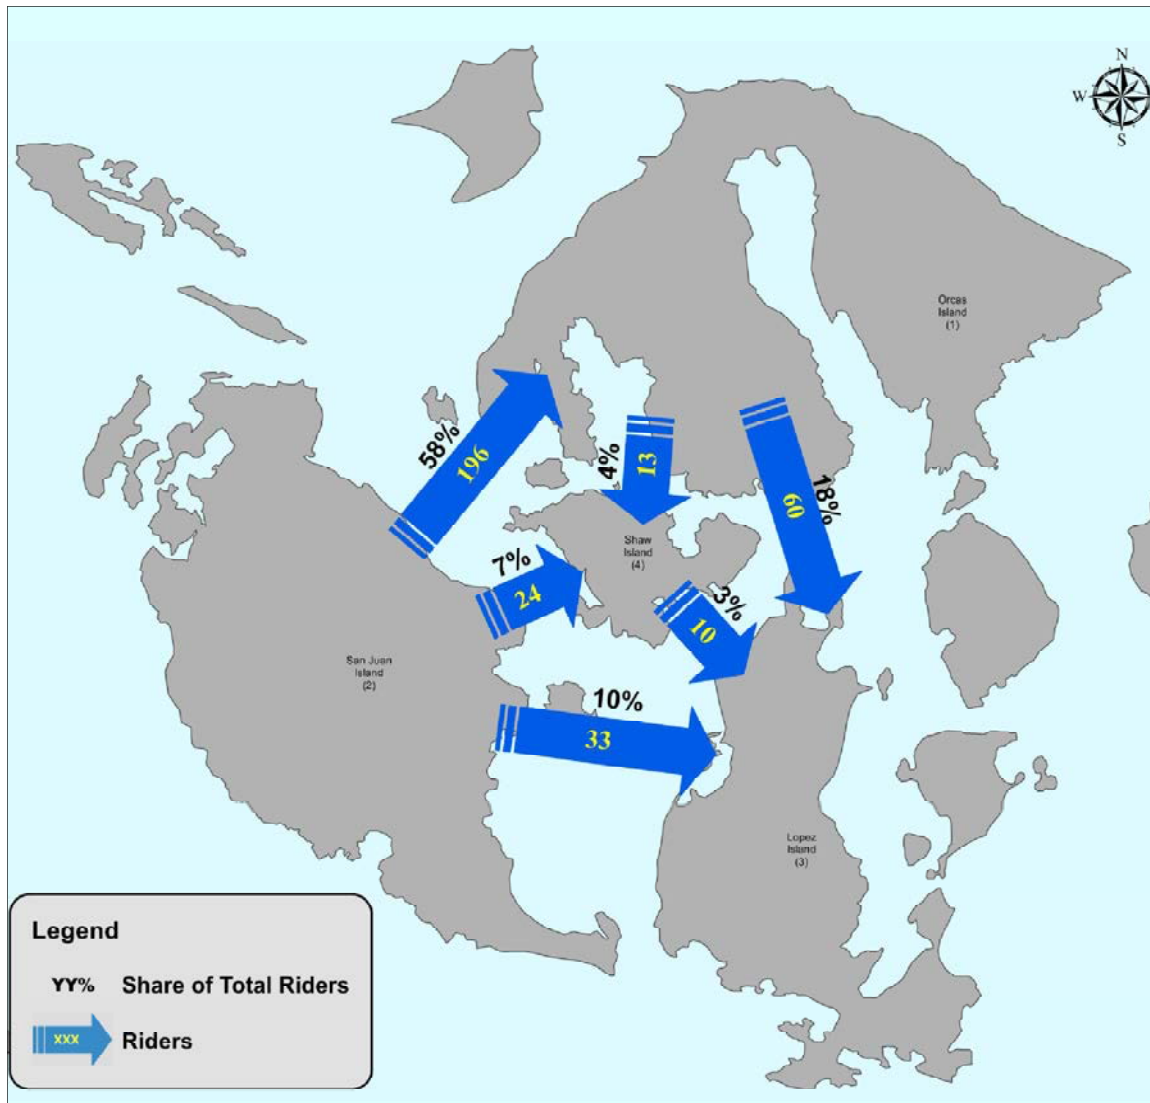 N
W
S
Orcas
Island
(1)
58%
196
4%
13
18%
60
Shaw
Island
(4)
7%
24
3%
10
San Juan
Island
(2)
10%
33
Lopez
Island
(3)
Legend
YY% Share of Total Riders
xxx Riders